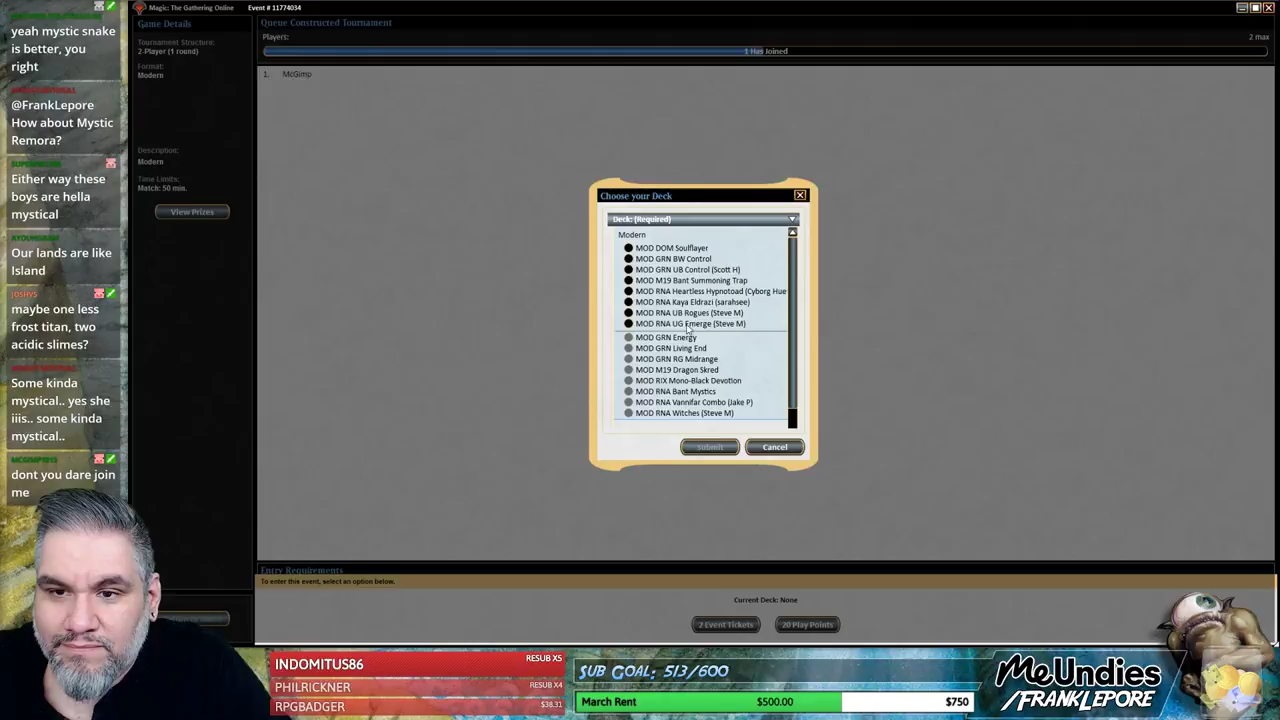 yeah mystic snake
is better, you
right
@FrankLepore
How about Mystic
Remora?
Either way these
boys are hella
mystical
Our lands are like
Island
JOSHVS
maybe one less
frost titan, two
acidic slimes?
Some kinda
mystical.. yes she
iiis.. some kinda
mystical..
MCGIMP1815
dont you dare join
me
Magic: The Gathering Online Event # 11774034
Game Details
Tournament Structure:
2-Player (1 round)
Format:
Modern
Description:
Modern
Time Limits:
Match: 50 min.
View Prizes
Queue Constructed Tournament
Players: 2 max
1 Has Joined
1. McGimp
Choose your Deck
Deck: (Required)
Modern
MOD DOM Soulflayer
MOD GRN BW Control
MOD GRN UB Control (Scott H)
MOD M19 Bant Summoning Trap
MOD RNA Heartless Hypnotoad (Cyborg Hue
MOD RNA Kaya Eldrazi (sarahsee)
MOD RNA UB Rogues (Steve M)
MOD RNA UG Emerge (Steve M)
MOD GRN Energy
MOD GRN Living End
MOD GRN RG Midrange
MOD M19 Dragon Skred
MOD RIX Mono-Black Devotion
MOD RNA Bant Mystics
MOD RNA Vannifar Combo (Jake P)
MOD RNA Witches (Steve M)
Submit
Cancel
Entry Requirements
To enter this event, select an option below.
Current Deck: None
2 Event Tickets
20 Play Points
INDOMITUS86 RESUB X5
PHILRICKNER RESUB X4
RPGBADGER $38.31
SUB GOAL: 513/600
March Rent $500.00 $750
MeUndies
/FRANKLEPORE